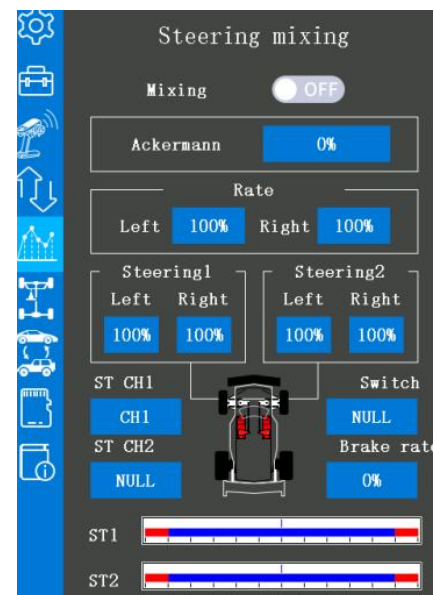 Steering mixing
Mixing OFF
Ackermann 0%
Rate
Left 100% Right 100%
Steering1 Steering2
Left Right Left Right
100% 100% 100% 100%
ST CH1 Switch
CH1 NULL
ST CH2 Brake rate
NULL 0%
ST1
ST2